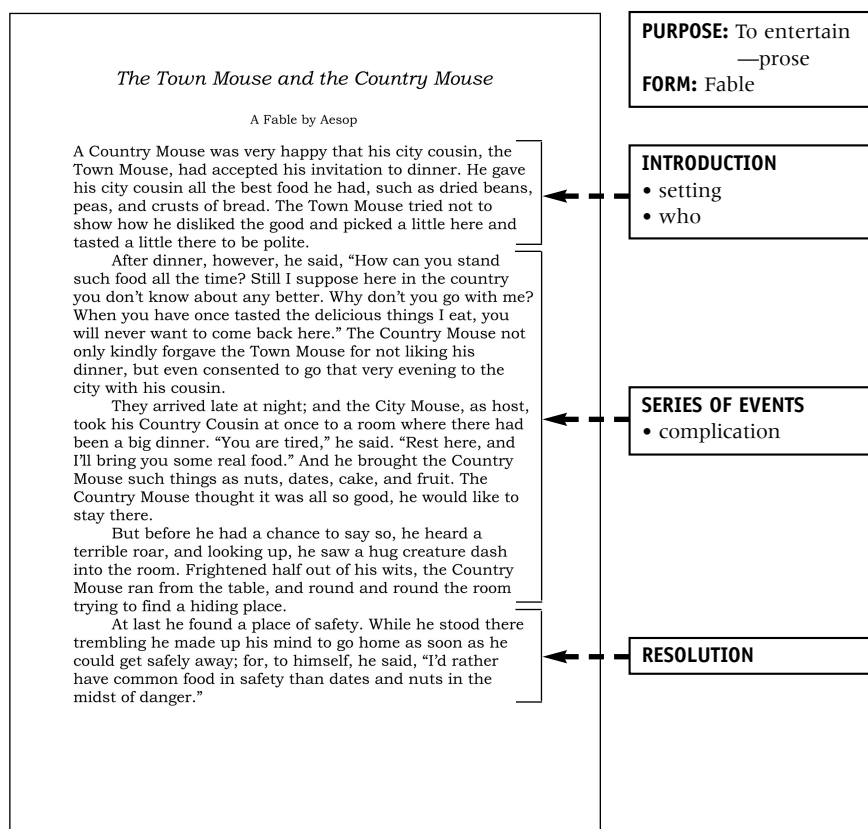 The Town Mouse and the Country Mouse
A Fable by Aesop
A Country Mouse was very happy that his city cousin, the
Town Mouse, had accepted his invitation to dinner. He gave
his city cousin all the best food he had, such as dried beans,
peas, and crusts of bread. The Town Mouse tried not to
show how he disliked the good and picked a little here and
tasted a little there to be polite.
After dinner, however, he said, “How can you stand
such food all the time? Still I suppose here in the country
you don’t know about any better. Why don’t you go with me?
When you have once tasted the delicious things I eat, you
will never want to come back here.” The Country Mouse not
only kindly forgave the Town Mouse for not liking his
dinner, but even consented to go that very evening to the
city with his cousin.
They arrived late at night; and the City Mouse, as host,
took his Country Cousin at once to a room where there had
been a big dinner. “You are tired,” he said. “Rest here, and
I’ll bring you some real food.” And he brought the Country
Mouse such things as nuts, dates, cake, and fruit. The
Country Mouse thought it was all so good, he would like to
stay there.
But before he had a chance to say so, he heard a
terrible roar, and looking up, he saw a hug creature dash
into the room. Frightened half out of his wits, the Country
Mouse ran from the table, and round and round the room
trying to find a hiding place.
At last he found a place of safety. While he stood there
trembling he made up his mind to go home as soon as he
could get safely away; for, to himself, he said, “I’d rather
have common food in safety than dates and nuts in the
midst of danger.”
PURPOSE: To entertain
—prose
FORM: Fable
INTRODUCTION
• setting
• who
SERIES OF EVENTS
• complication
RESOLUTION